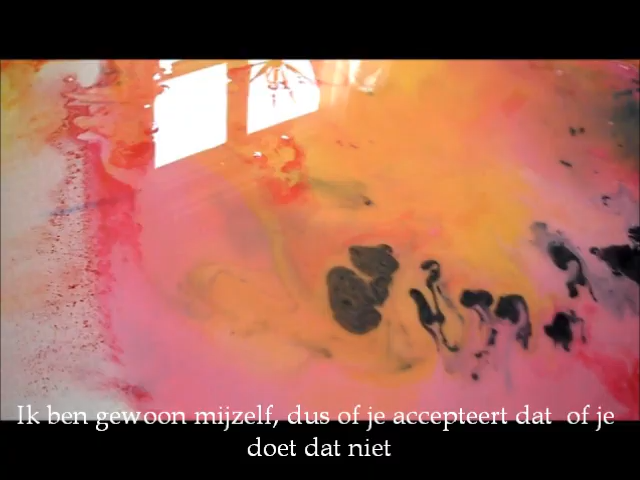 Ik ben gewoon mijzelf, dus of je accepteert dat  of je
doet dat niet